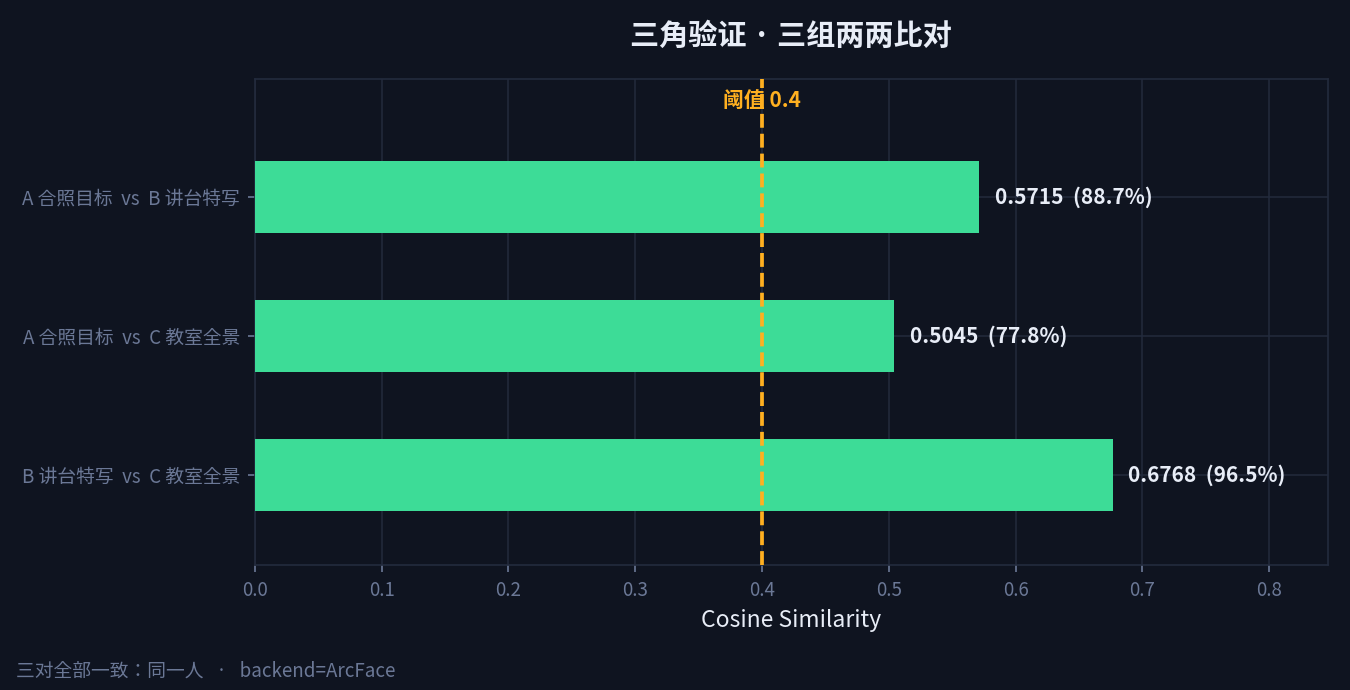 三角验证 · 三组两两比对
阈值 0.4
A 合照目标 vs B 讲台特写
0.5715 (88.7%)
A 合照目标 vs C 教室全景
0.5045 (77.8%)
B 讲台特写 vs C 教室全景
0.6768 (96.5%)
0.0 0.1 0.2 0.3 0.4 0.5 0.6 0.7 0.8
Cosine Similarity
三对全部一致：同一人 · backend=ArcFace